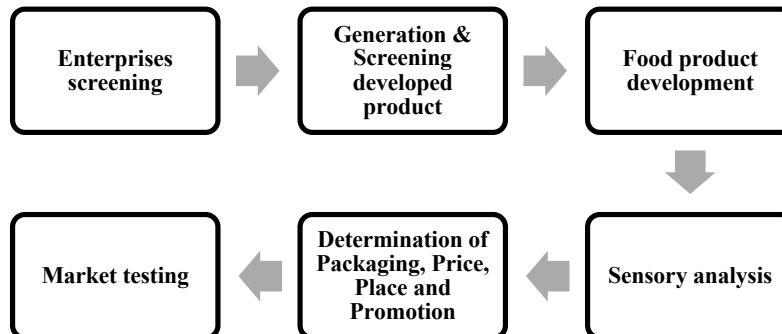 Enterprises
screening
Generation &
Screening
developed
product
Food product
development
Sensory analysis
Determination of
Packaging, Price,
Place and
Promotion
Market testing